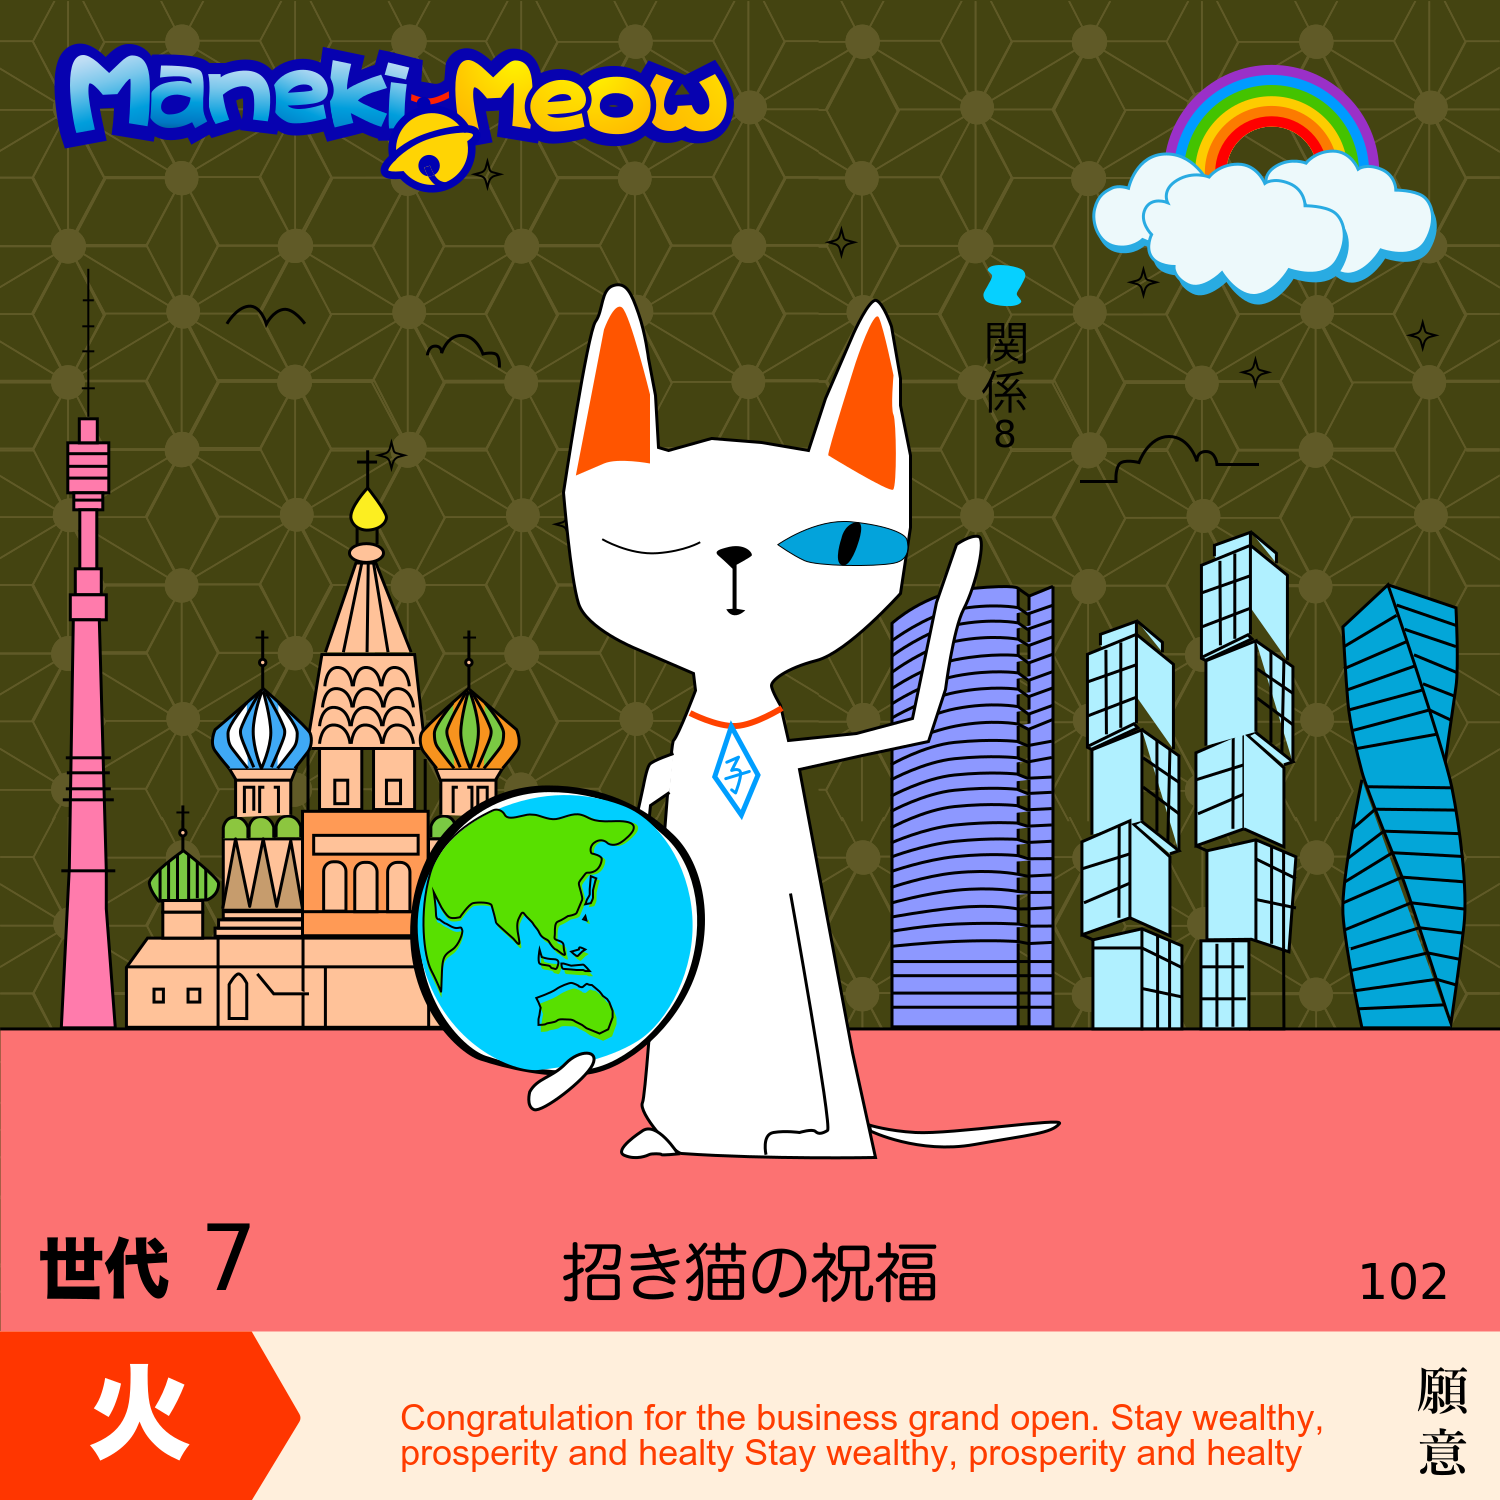 Maneki-Meow
関係8
子
世代 7
招き猫の祝福
102
火
Congratulation for the business grand open. Stay wealthy,
prosperity and healty Stay wealthy, prosperity and healty
願意